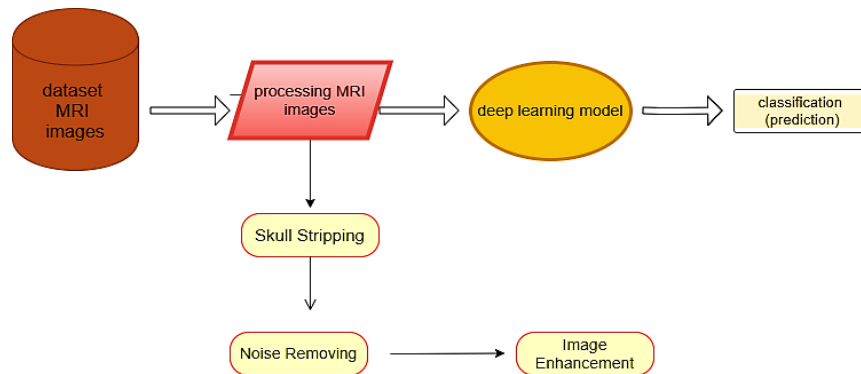 dataset
MRI
images
processing MRI
images
deep learning model
classification
(prediction)
Skull Stripping
Noise Removing
Image
Enhancement